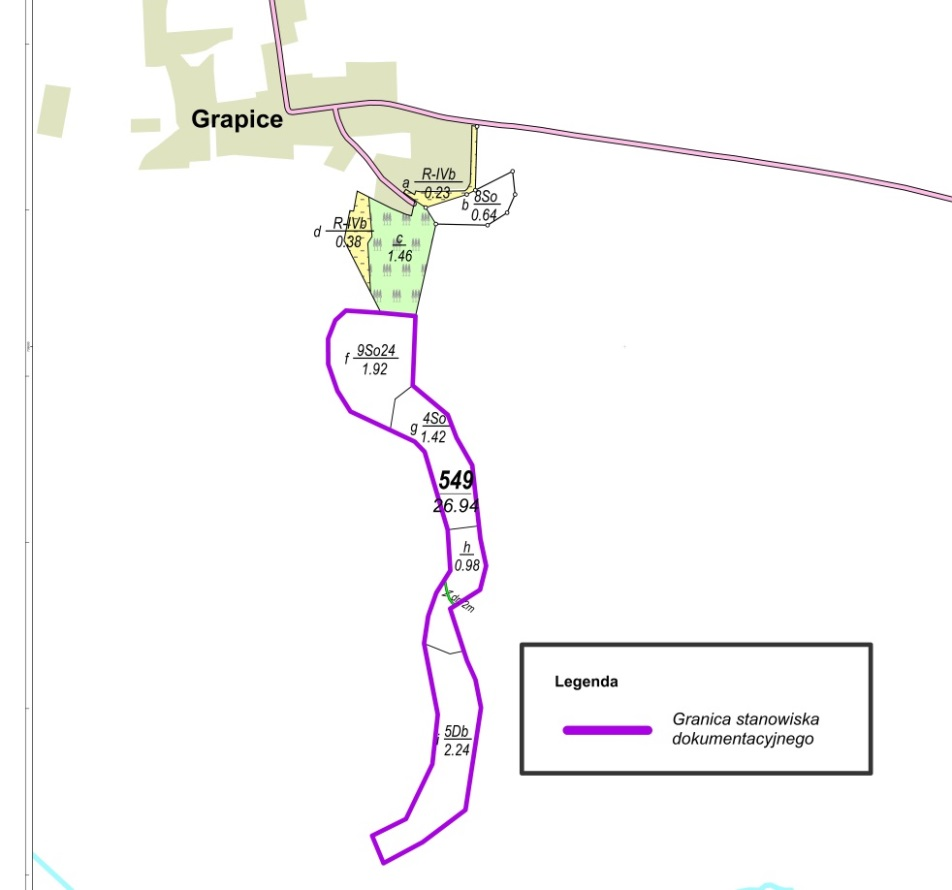 Grapice
a R-IVb
0.23
b 8So
0.64
d R-IVb
0.38
c
1.46
f 9So24
1.92
g 4So
1.42
549
26.94
h
0.98
2m
i 5Db
2.24
Legenda
Granica stanowiska
dokumentacyjnego